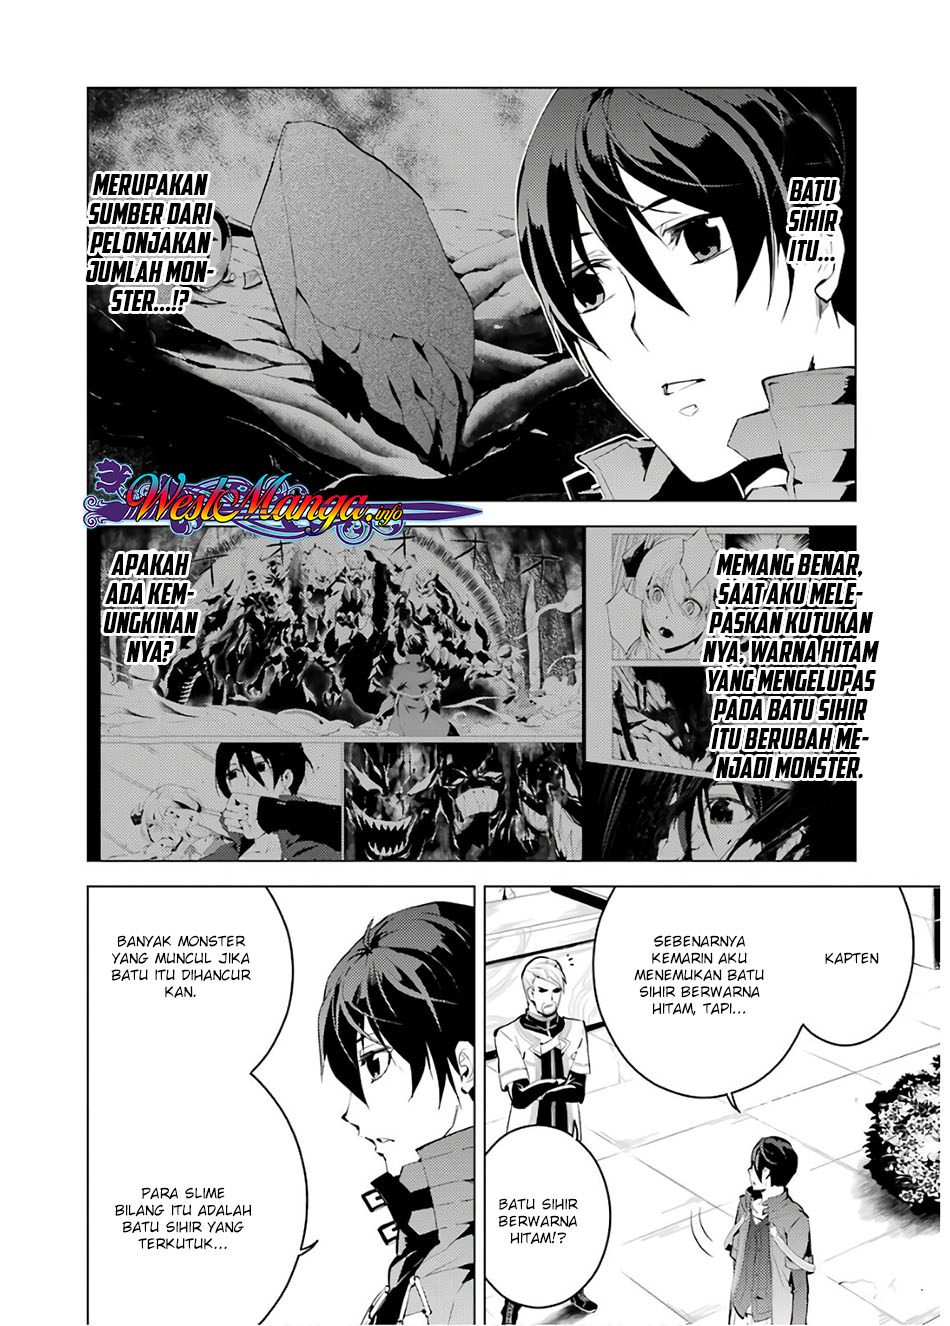 BATU
SIHIR
ITU...
MERUPAKAN
SUMBER DARI
PELONJAKAN
JUMLAH MON-
STER...!?
WestManga.info
MEMANG BENAR,
SAAT AKU MELE-
PASKAN KUTUKAN
NYA, WARNA HITAM
YANG MENGELUPAS
PADA BATU SIHIR
ITU BERUBAH ME-
NJADI MONSTER.
APAKAH
ADA KEM-
UNGKINAN
NYA?
KAPTEN
SEBENARNYA
KEMARIN AKU
MENEMUKAN BATU
SIHIR BERWARNA
HITAM, TAPI...
BATU SIHIR
BERWARNA
HITAM!?
BANYAK MONSTER
YANG MUNCUL JIKA
BATU ITU DIHANCUR
KAN.
PARA SLIME
BILANG ITU ADALAH
BATU SIHIR YANG
TERKUTUK...